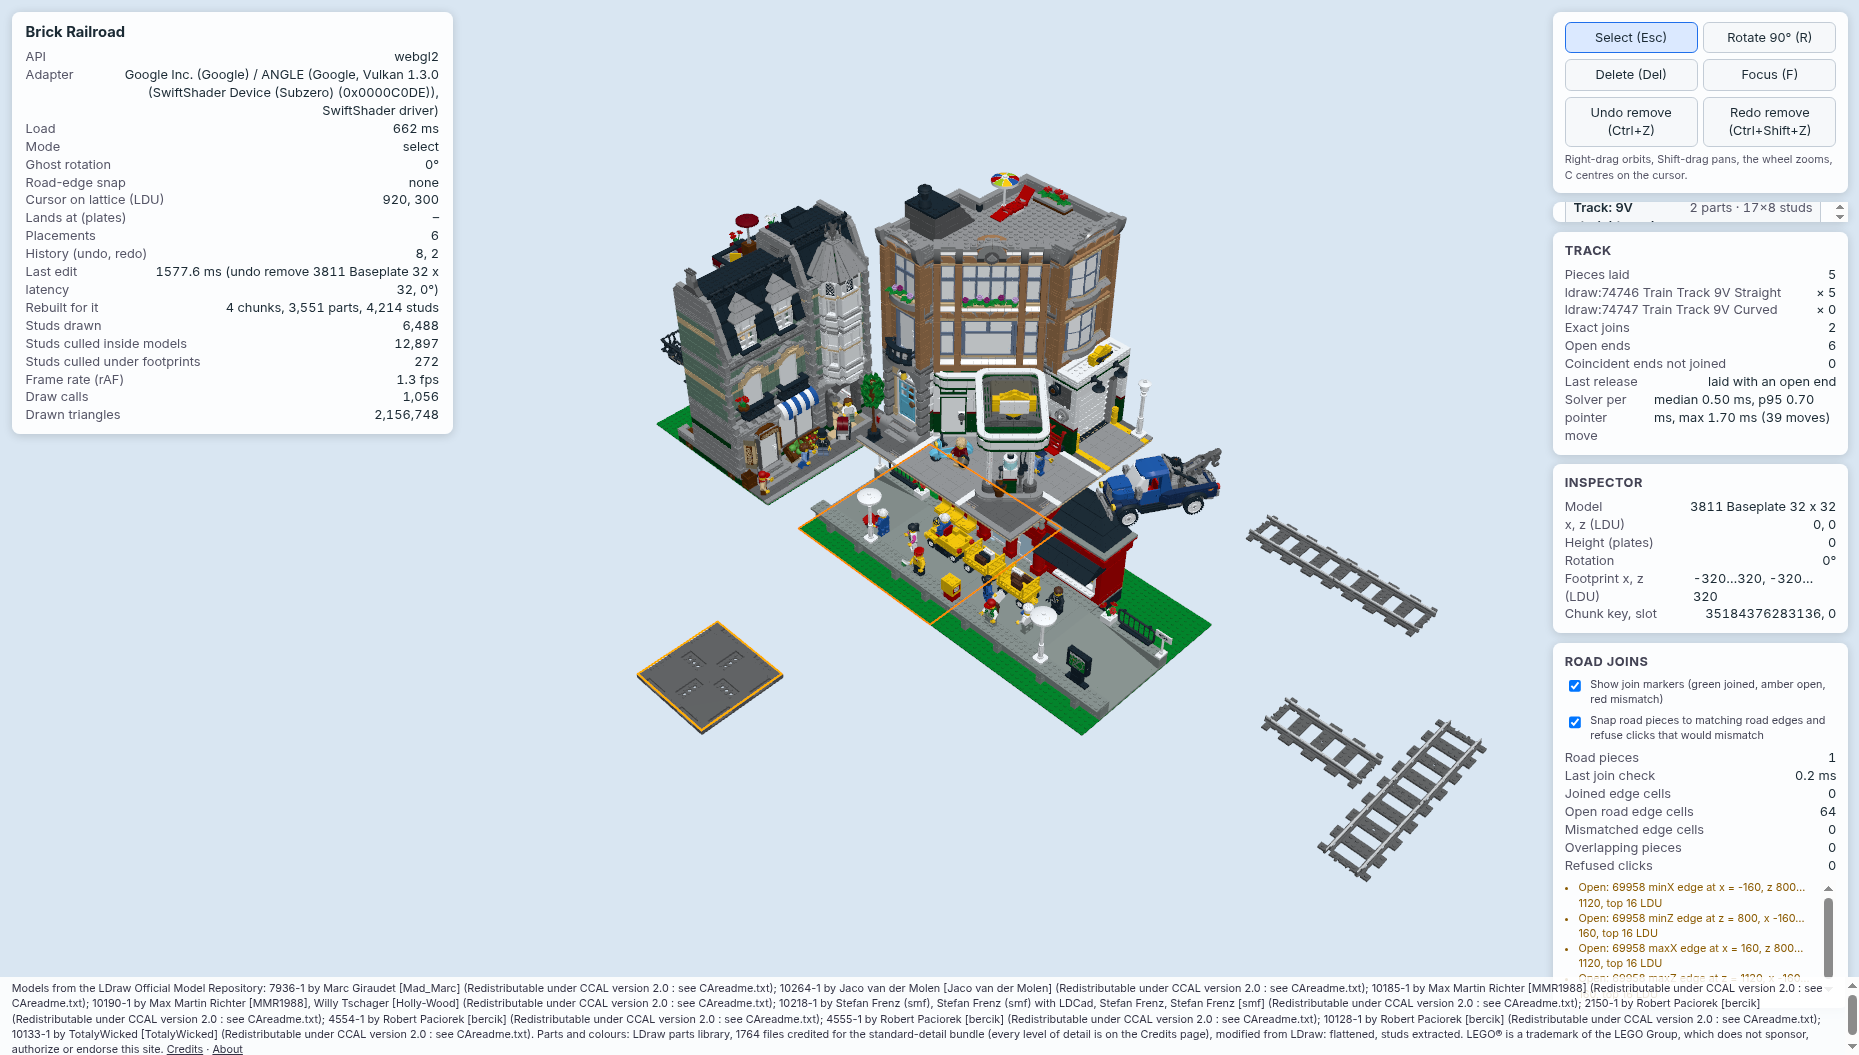 Brick Railroad
API webgl2
Adapter Google Inc. (Google) / ANGLE (Google, Vulkan 1.3.0
(SwiftShader Device (Subzero) (0x0000C0DE)),
SwiftShader driver)
Load 662 ms
Mode select
Ghost rotation 0°
Road-edge snap none
Cursor on lattice (LDU) 920, 300
Lands at (plates) –
Placements 6
History (undo, redo) 8, 2
Last edit 1577.6 ms (undo remove 3811 Baseplate 32 x
latency 32, 0°)
Rebuilt for it 4 chunks, 3,551 parts, 4,214 studs
Studs drawn 6,488
Studs culled inside models 12,897
Studs culled under footprints 272
Frame rate (rAF) 1.3 fps
Draw calls 1,056
Drawn triangles 2,156,748
Select (Esc) Rotate 90° (R)
Delete (Del) Focus (F)
Undo remove Redo remove
(Ctrl+Z) (Ctrl+Shift+Z)
Right-drag orbits, Shift-drag pans, the wheel zooms,
C centres on the cursor.
Track: 9V 2 parts · 17×8 studs
TRACK
Pieces laid 5
ldraw:74746 Train Track 9V Straight × 5
ldraw:74747 Train Track 9V Curved × 0
Exact joins 2
Open ends 6
Coincident ends not joined 0
Last release laid with an open end
Solver per median 0.50 ms, p95 0.70
pointer ms, max 1.70 ms (39 moves)
move
INSPECTOR
Model 3811 Baseplate 32 x 32
x, z (LDU) 0, 0
Height (plates) 0
Rotation 0°
Footprint x, z -320…320, -320…
(LDU) 320
Chunk key, slot 35184376283136, 0
ROAD JOINS
Show join markers (green joined, amber open,
red mismatch)
Snap road pieces to matching road edges and
refuse clicks that would mismatch
Road pieces 1
Last join check 0.2 ms
Joined edge cells 0
Open road edge cells 64
Mismatched edge cells 0
Overlapping pieces 0
Refused clicks 0
Open: 69958 minX edge at x = -160, z 800…
1120, top 16 LDU
Open: 69958 minZ edge at z = 800, x -160…
160, top 16 LDU
Open: 69958 maxX edge at x = 160, z 800…
1120, top 16 LDU
Models from the LDraw Official Model Repository: 7936-1 by Marc Giraudet [Mad_Marc] (Redistributable under CCAL version 2.0 : see CAreadme.txt); 10264-1 by Jaco van der Molen [Jaco van der Molen] (Redistributable under CCAL version 2.0 : see CAreadme.txt); 10185-1 by Max Martin Richter [MMR1988] (Redistributable under CCAL version 2.0 : see
CAreadme.txt); 10190-1 by Max Martin Richter [MMR1988], Willy Tschager [Holly-Wood] (Redistributable under CCAL version 2.0 : see CAreadme.txt); 10218-1 by Stefan Frenz (smf), Stefan Frenz (smf) with LDCad, Stefan Frenz, Stefan Frenz [smf] (Redistributable under CCAL version 2.0 : see CAreadme.txt); 2150-1 by Robert Paciorek [bercik]
(Redistributable under CCAL version 2.0 : see CAreadme.txt); 4554-1 by Robert Paciorek [bercik] (Redistributable under CCAL version 2.0 : see CAreadme.txt); 4555-1 by Robert Paciorek [bercik] (Redistributable under CCAL version 2.0 : see CAreadme.txt); 10128-1 by Robert Paciorek [bercik] (Redistributable under CCAL version 2.0 : see CAreadme.txt);
10133-1 by TotalyWicked [TotalyWicked] (Redistributable under CCAL version 2.0 : see CAreadme.txt). Parts and colours: LDraw parts library, 1764 files credited for the standard-detail bundle (every level of detail is on the Credits page), modified from LDraw: flattened, studs extracted. LEGO® is a trademark of the LEGO Group, which does not sponsor,
authorize or endorse this site. Credits · About